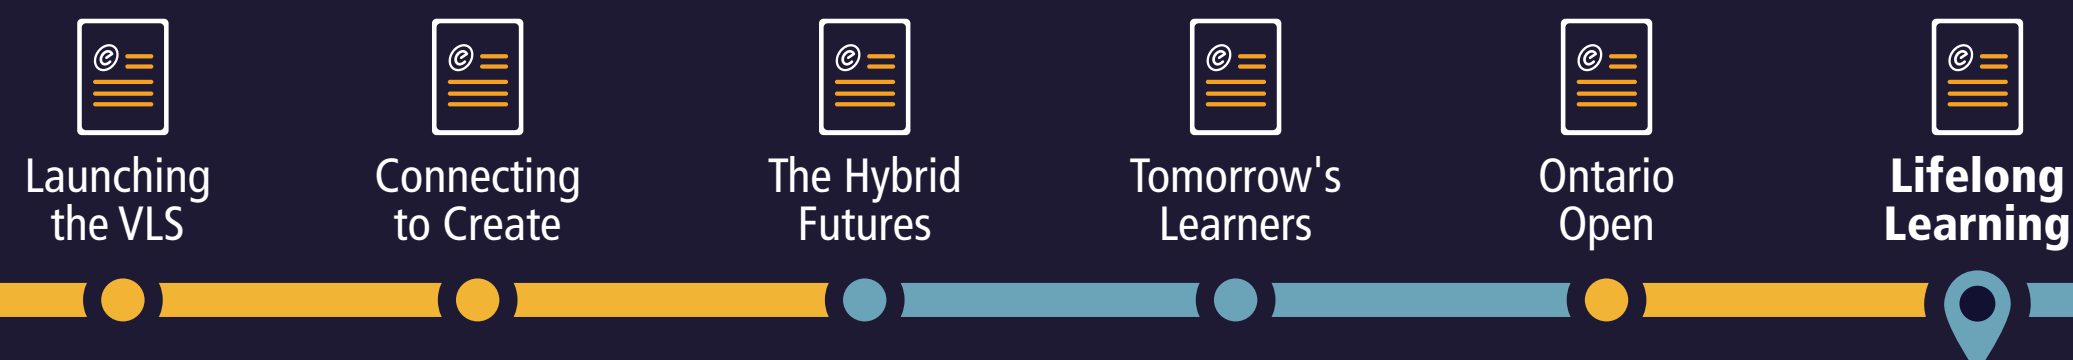 Launching
the VLS
Connecting
to Create
The Hybrid
Futures
Tomorrow's
Learners
Ontario
Open
Lifelong
Learning